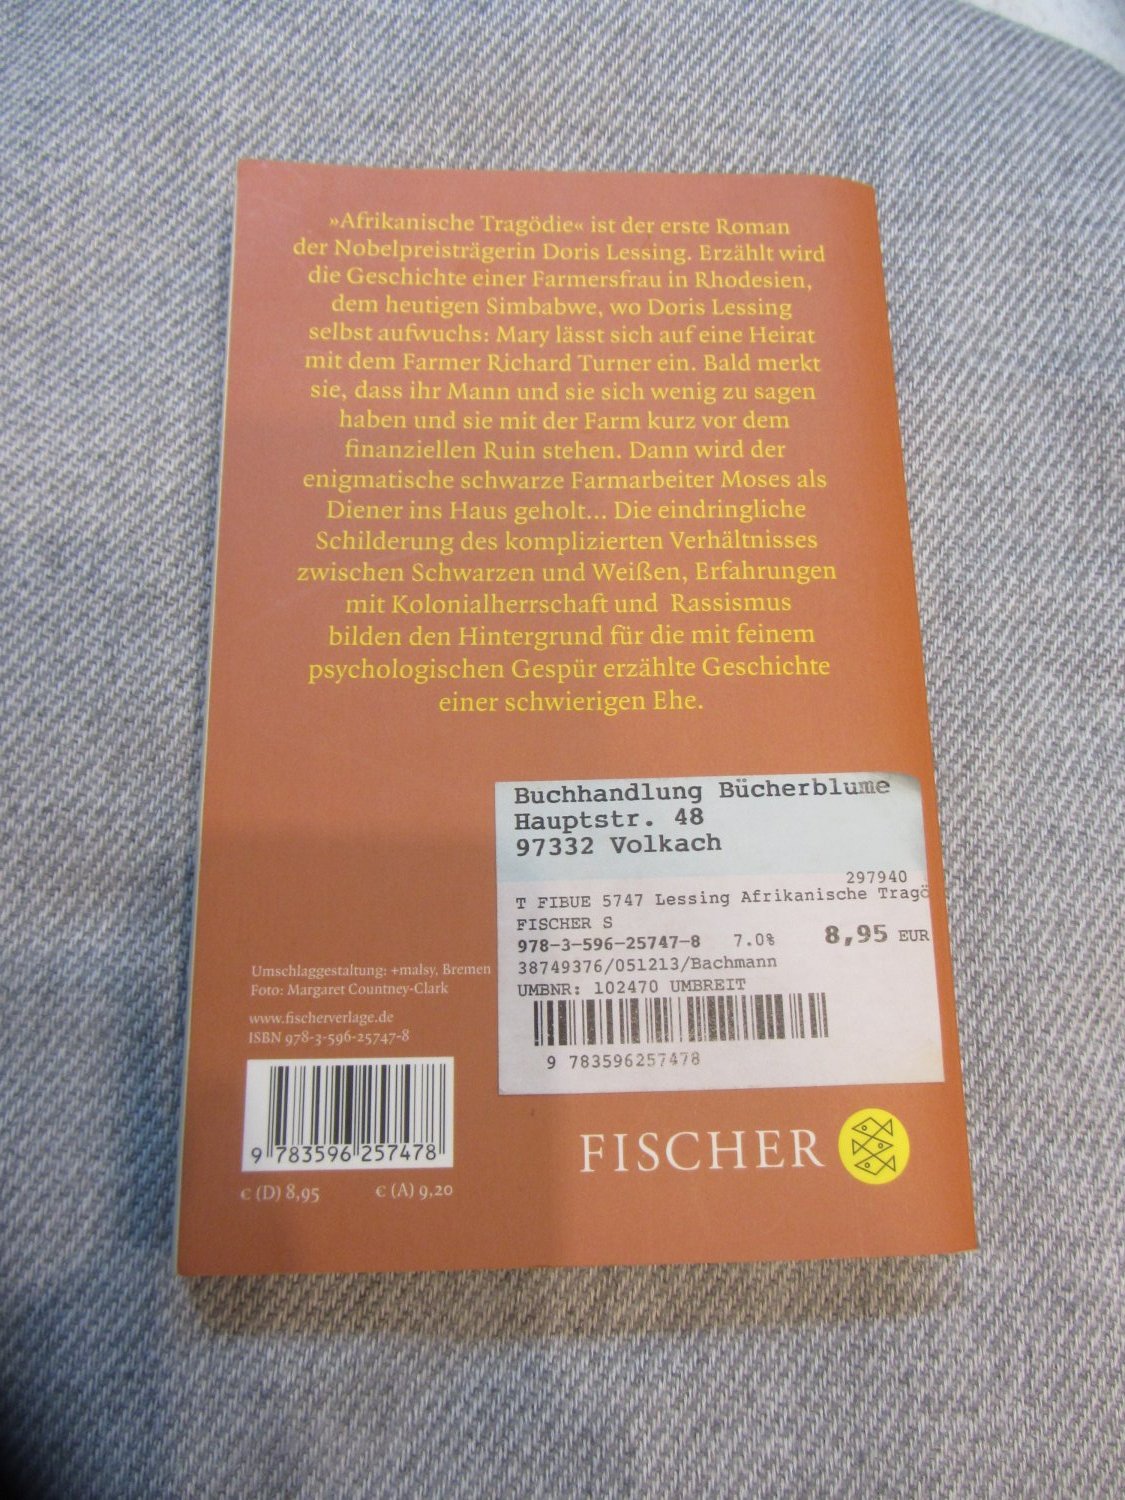 »Afrikanische Tragödie« ist der erste Roman
der Nobelpreisträgerin Doris Lessing. Erzählt wird
die Geschichte einer Farmersfrau in Rhodesien,
dem heutigen Simbabwe, wo Doris Lessing
selbst aufwuchs: Mary lässt sich auf eine Heirat
mit dem Farmer Richard Turner ein. Bald merkt
sie, dass ihr Mann und sie sich wenig zu sagen
haben und sie mit der Farm kurz vor dem
finanziellen Ruin stehen. Dann wird der
enigmatische schwarze Farmarbeiter Moses als
Diener ins Haus geholt... Die eindringliche
Schilderung des komplizierten Verhältnisses
zwischen Schwarzen und Weißen, Erfahrungen
mit Kolonialherrschaft und Rassismus
bilden den Hintergrund für die mit feinem
psychologischen Gespür erzählte Geschichte
einer schwierigen Ehe.
Buchhandlung Bücherblume
Hauptstr. 48
97332 Volkach
297940
T FIBUE 5747 Lessing Afrikanische Tragö
FISCHER S
978-3-596-25747-8 7.0% 8,95 EUR
38749376/051213/Bachmann
UMBNR: 102470 UMBREIT
9 783596257478
Umschlaggestaltung: +malsy, Bremen
Foto: Margaret Countney-Clark
www.fischerverlage.de
ISBN 978-3-596-25747-8
9 783596 257478
€ (D) 8,95 € (A) 9,20
FISCHER